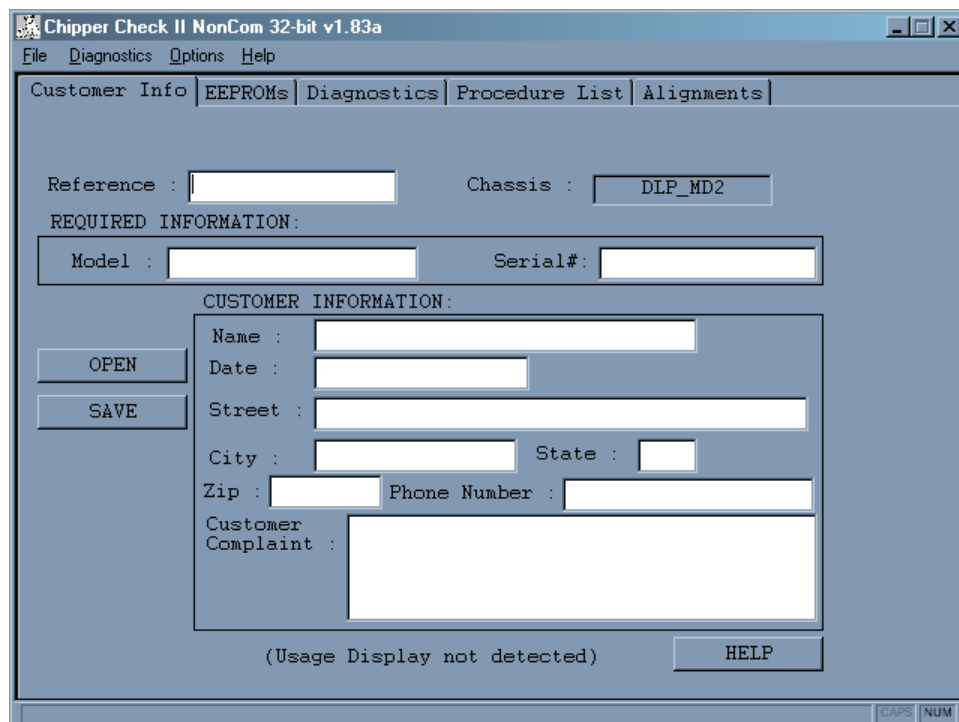 Chipper Check II NonCom 32-bit v1.83a
File Diagnostics Options Help
Customer Info EEPROMs Diagnostics Procedure List Alignments
Reference : Chassis : DLP_MD2
REQUIRED INFORMATION:
Model : Serial#:
CUSTOMER INFORMATION:
Name :
OPEN Date :
SAVE Street :
City : State :
Zip : Phone Number :
Customer
Complaint :
(Usage Display not detected) HELP
CAPS NUM